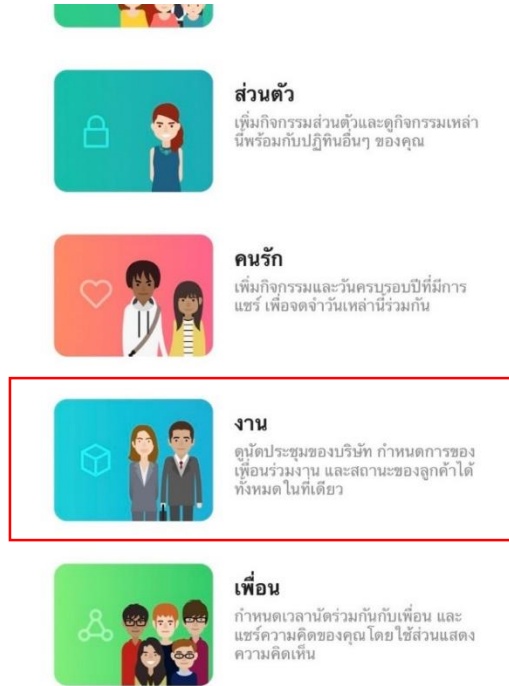 ส่วนตัว
เพิ่มกิจกรรมส่วนตัวและดูกิจกรรมเหล่า
นี้พร้อมกับปฏิทินอื่นๆ ของคุณ
คนรัก
เพิ่มกิจกรรมและวันครบรอบปีที่มีการ
แชร์ เพื่อจดจำวันเหล่านี้ร่วมกัน
งาน
ดูนัดประชุมของบริษัท กำหนดการของ
เพื่อนร่วมงาน และสถานะของลูกค้าได้
ทั้งหมดในที่เดียว
เพื่อน
กำหนดเวลานัดร่วมกันกับเพื่อน และ
แชร์ความคิดของคุณโดยใช้ส่วนแสดง
ความคิดเห็น